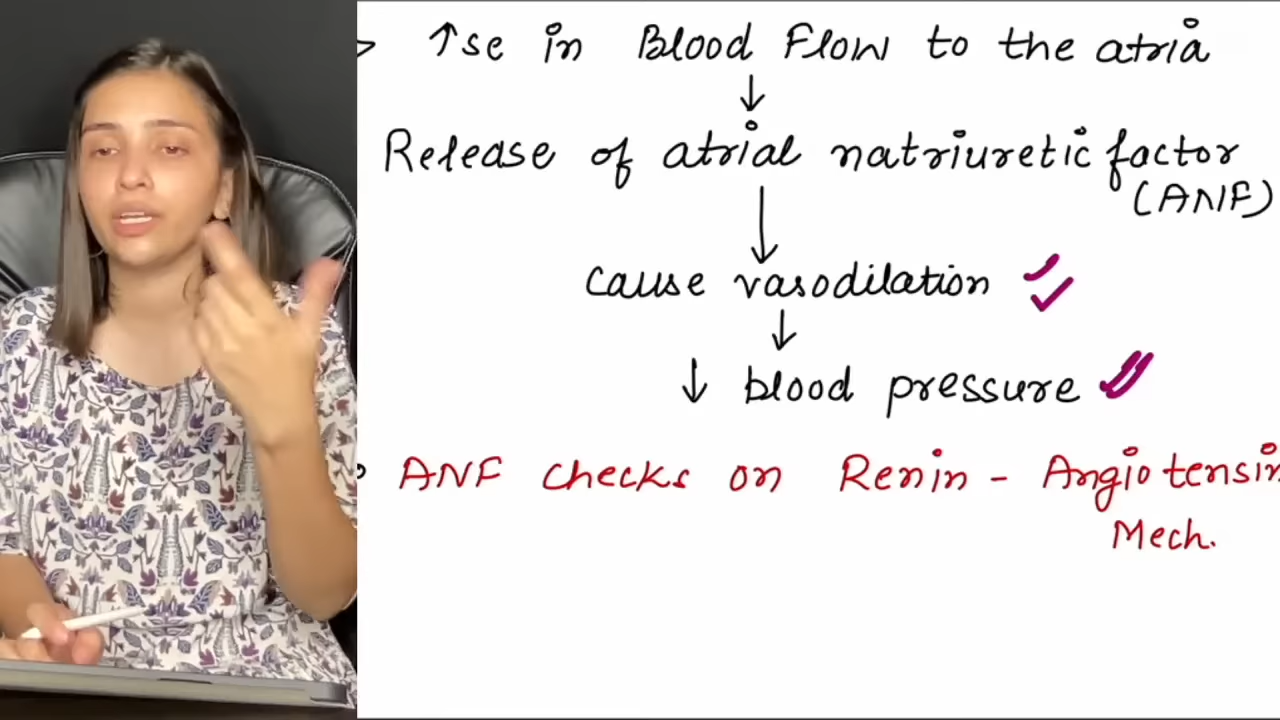 ↑se in Blood Flow to the atria
↓
Release of atrial natriuretic factor
(ANF)
↓
Cause vasodilation
↓
↓ blood pressure
ANF checks on Renin - Angiotensin
Mech.